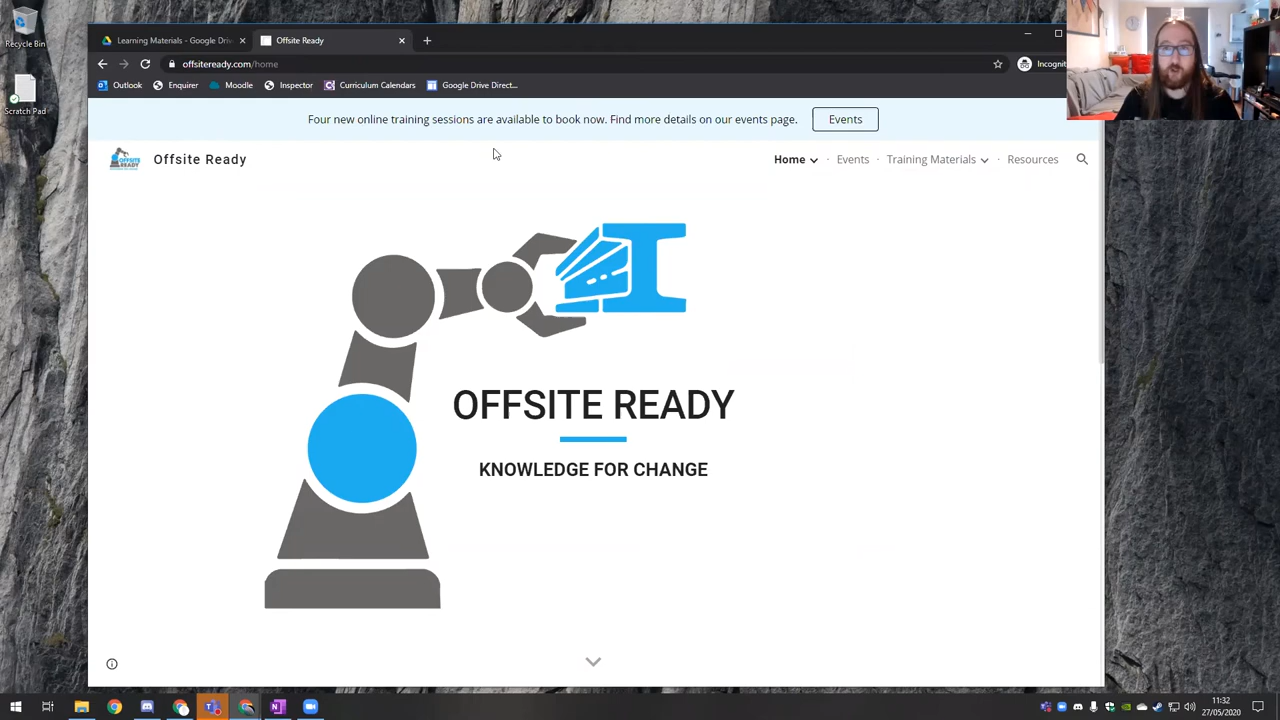 Recycle Bin
Scratch Pad
Learning Materials - Google Driv
Offsite Ready
offsiteready.com/home
Incognit
Outlook
Enquirer
Moodle
Inspector
Curriculum Calendars
Google Drive Direct...
Four new online training sessions are available to book now. Find more details on our events page.
Events
Offsite Ready
Home
Events
Training Materials
Resources
OFFSITE READY
KNOWLEDGE FOR CHANGE
11:32
27/05/2020